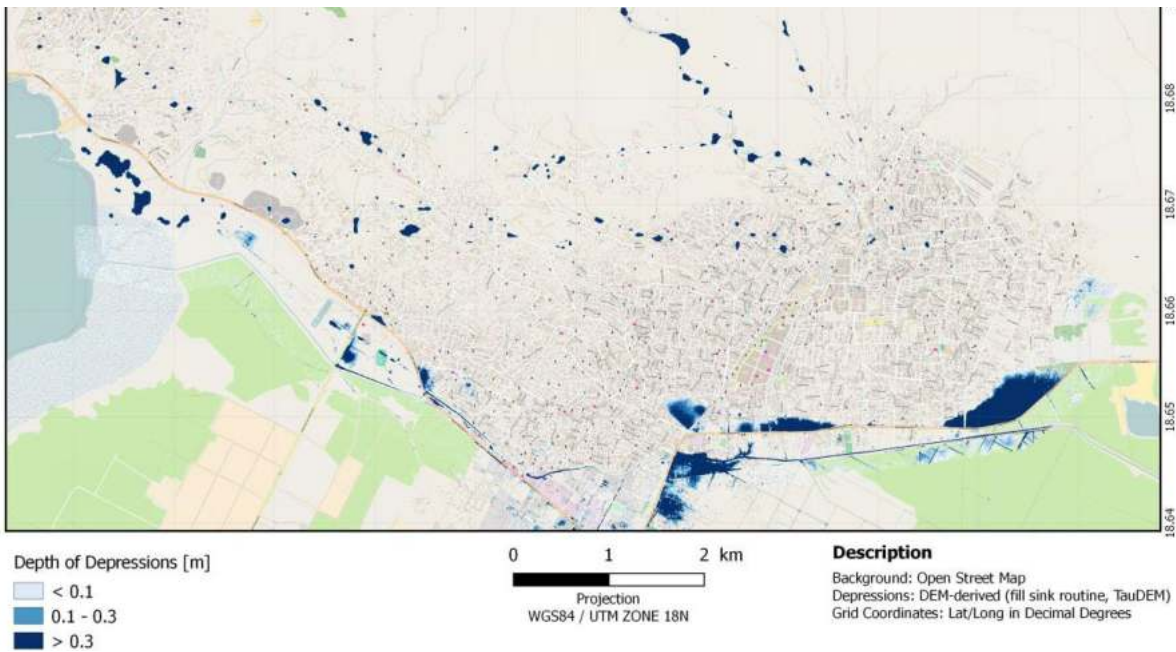 18.68
18.67
18.66
18.65
18.64
Depth of Depressions [m]
< 0.1
0.1 - 0.3
> 0.3
0 1 2 km
Projection
WGS84 / UTM ZONE 18N
Description
Background: Open Street Map
Depressions: DEM-derived (fill sink routine, TauDEM)
Grid Coordinates: Lat/Long in Decimal Degrees